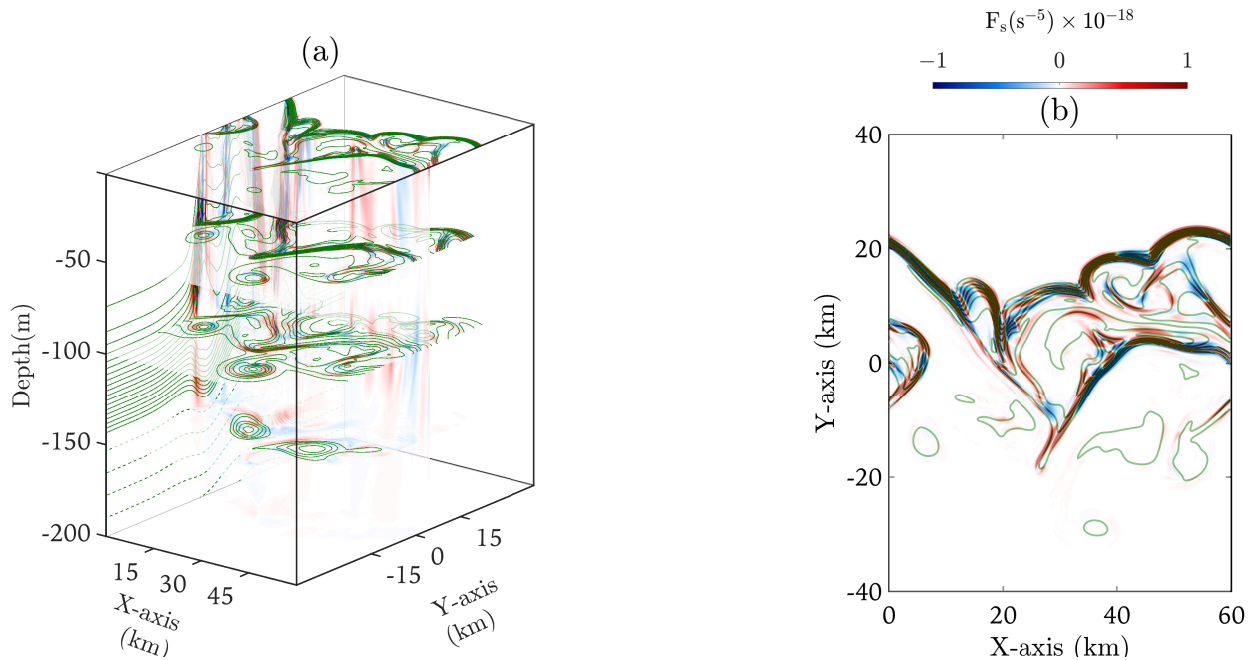 F_s(s^{-5}) × 10^{-18}
−1 0 1
(a)
(b)
Depth(m)
-50
-100
-150
-200
15
30
45
X-axis
(km)
-15
0
15
Y-axis
(km)
Y-axis (km)
40
20
0
-20
-40
0 20 40 60
X-axis (km)